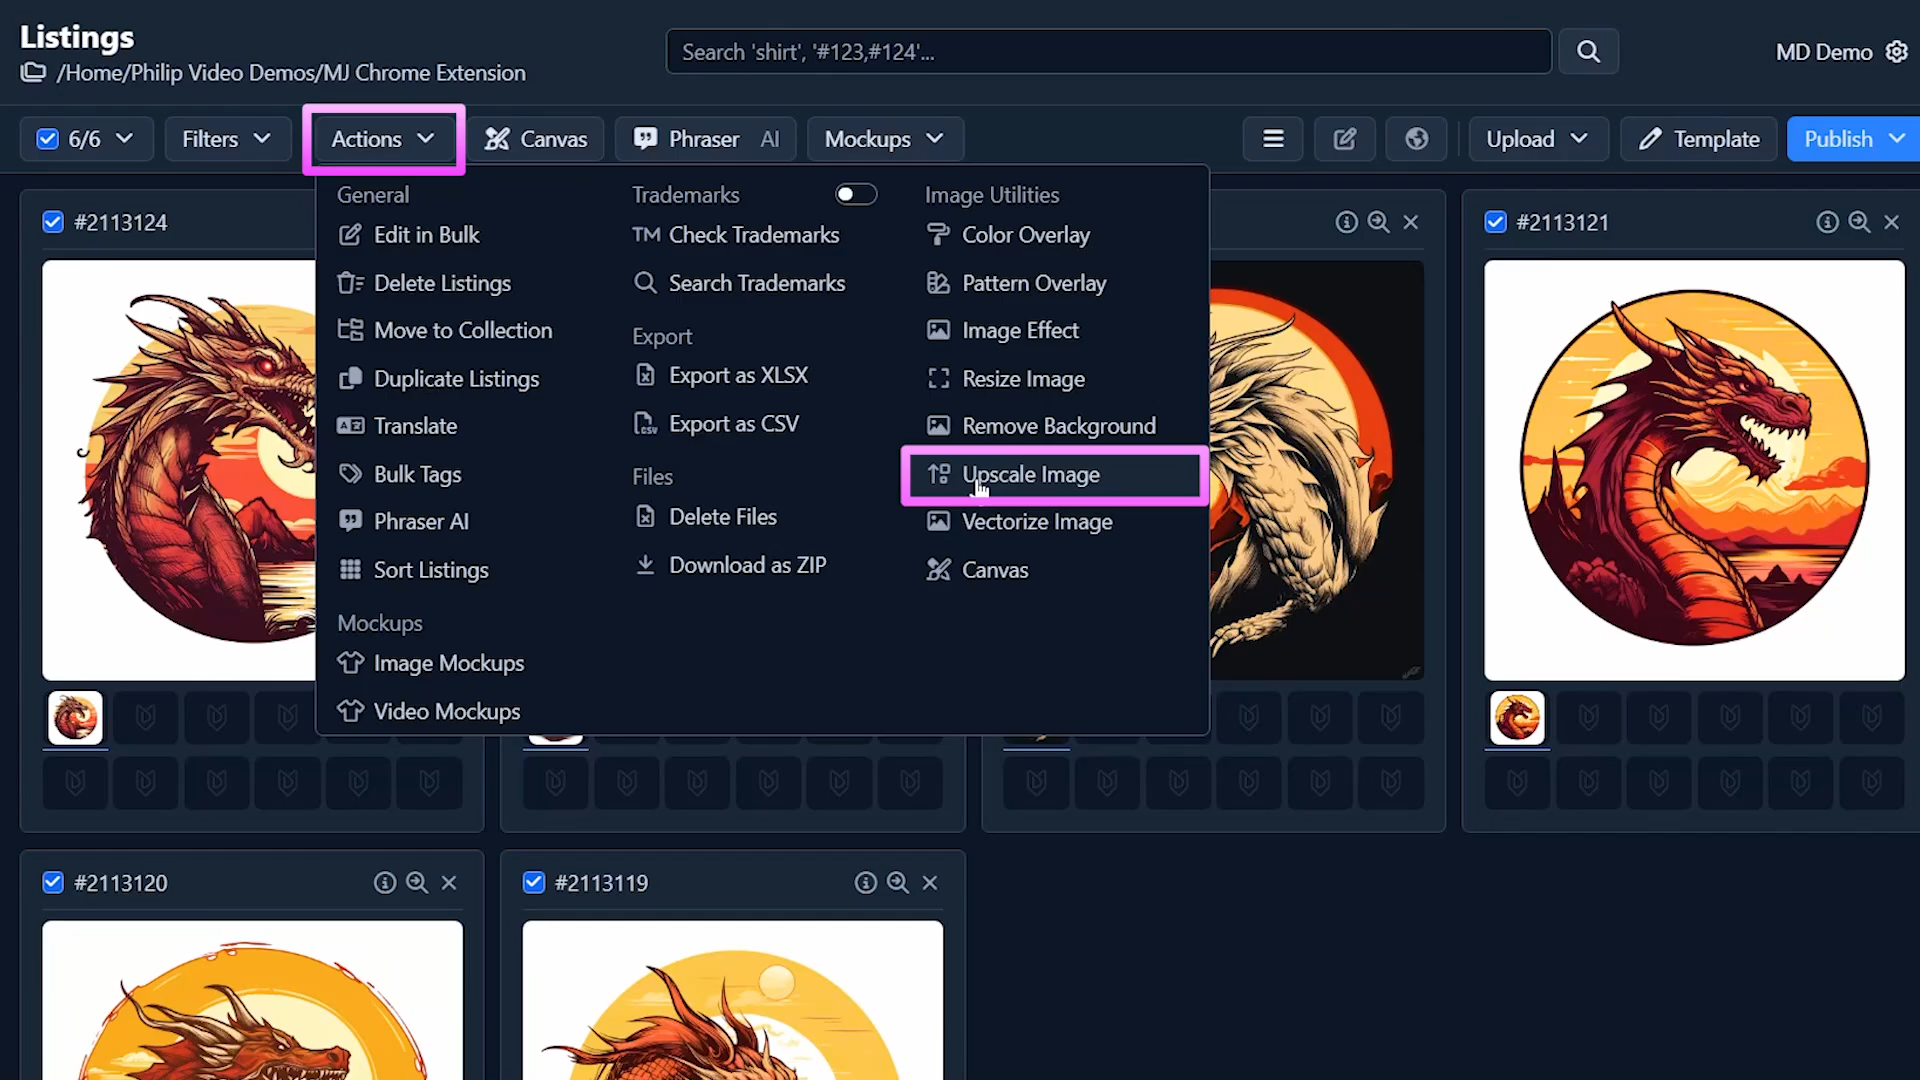 Listings
/Home/Philip Video Demos/MJ Chrome Extension
Search 'shirt', '#123,#124'...
MD Demo
6/6
Filters
Actions
Canvas
Phraser AI
Mockups
Upload
Template
Publish
General
Edit in Bulk
Delete Listings
Move to Collection
Duplicate Listings
Translate
Bulk Tags
Phraser AI
Sort Listings
Mockups
Image Mockups
Video Mockups
Trademarks
TM Check Trademarks
Search Trademarks
Export
Export as XLSX
CSV Export as CSV
Files
Delete Files
Download as ZIP
Image Utilities
Color Overlay
Pattern Overlay
Image Effect
Resize Image
Remove Background
Upscale Image
Vectorize Image
Canvas
#2113124
#2113121
#2113120
#2113119